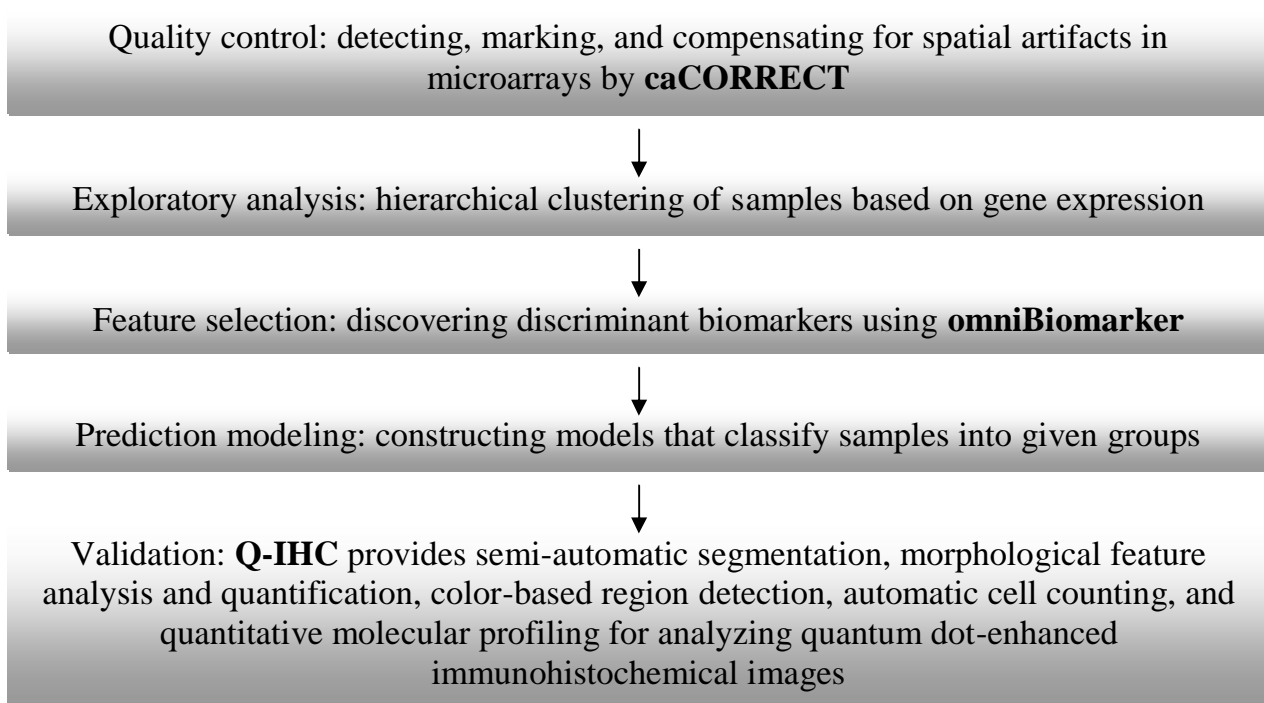 Quality control: detecting, marking, and compensating for spatial artifacts in
microarrays by caCORRECT
Exploratory analysis: hierarchical clustering of samples based on gene expression
Feature selection: discovering discriminant biomarkers using omniBiomarker
Prediction modeling: constructing models that classify samples into given groups
Validation: Q-IHC provides semi-automatic segmentation, morphological feature
analysis and quantification, color-based region detection, automatic cell counting, and
quantitative molecular profiling for analyzing quantum dot-enhanced
immunohistochemical images